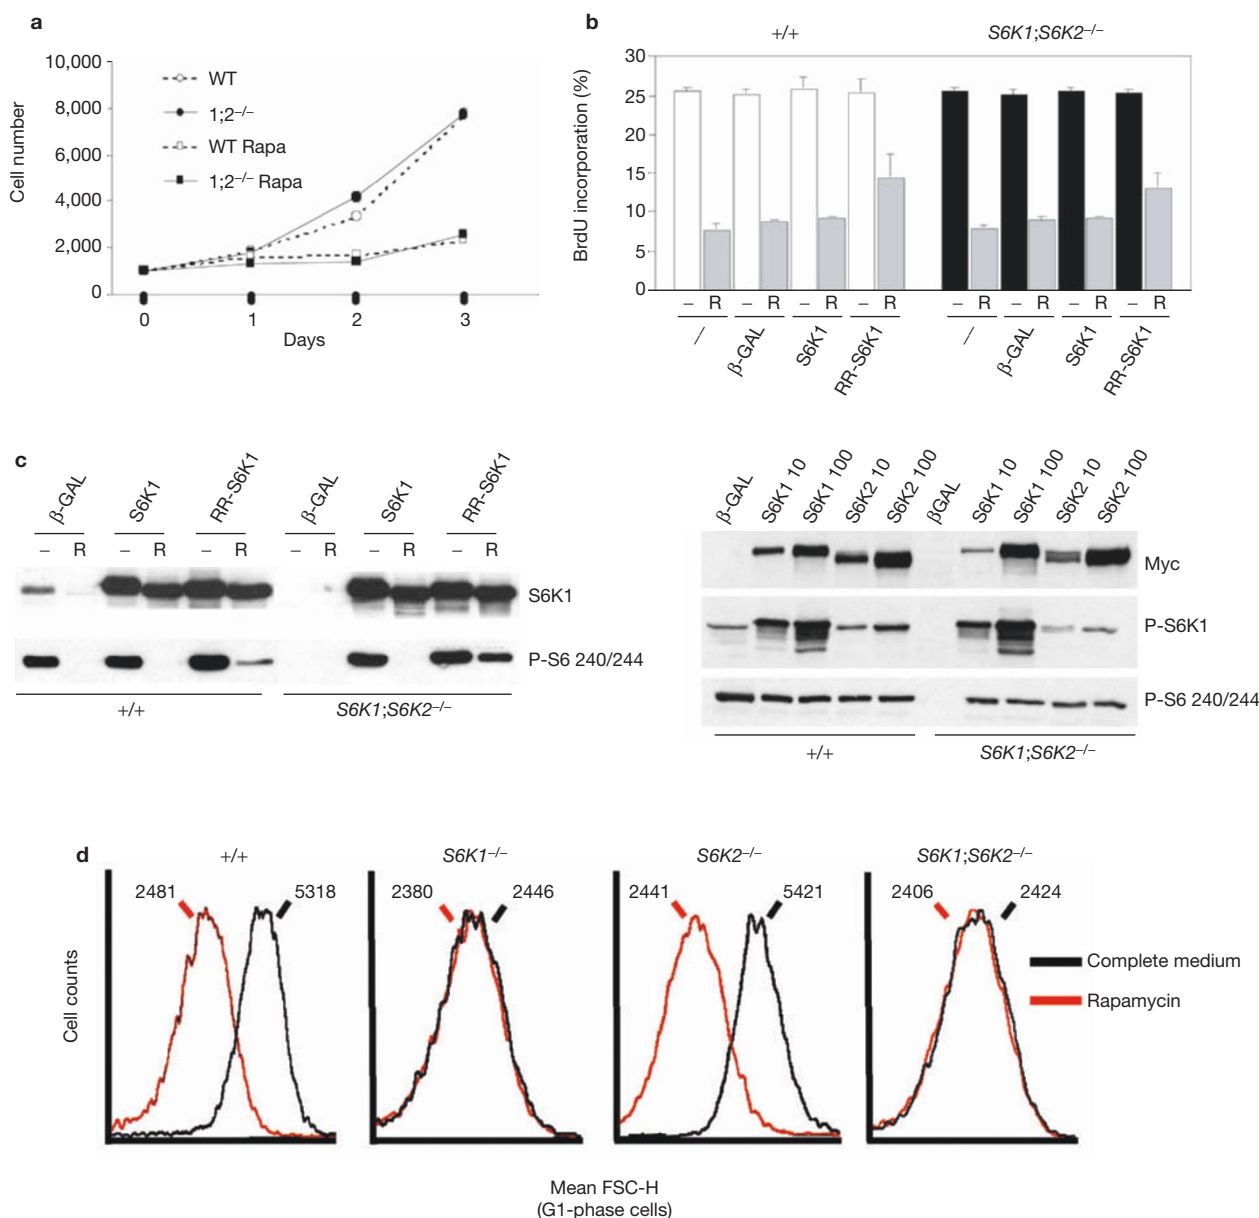 a
10,000
8,000
6,000
4,000
2,000
0
Cell number
WT
1;2–/–
WT Rapa
1;2–/– Rapa
0 1 2 3
Days
b
+/+ S6K1;S6K2–/–
30
25
20
15
10
5
0
BrdU incorporation (%)
– R – R – R – R – R – R – R – R
— β-GAL S6K1 RR-S6K1 — β-GAL S6K1 RR-S6K1
c
β-GAL S6K1 RR-S6K1 β-GAL S6K1 RR-S6K1
– R – R – R – R – R – R
S6K1
P-S6 240/244
+/+ S6K1;S6K2–/–
β-GAL S6K1 10 S6K1 100 S6K2 10 S6K2 100 βGAL S6K1 10 S6K1 100 S6K2 10 S6K2 100
Myc
P-S6K1
P-S6 240/244
+/+ S6K1;S6K2–/–
d
+/+ S6K1–/– S6K2–/– S6K1;S6K2–/–
2481 5318 2380 2446 2441 5421 2406 2424
Cell counts
Complete medium
Rapamycin
Mean FSC-H
(G1-phase cells)